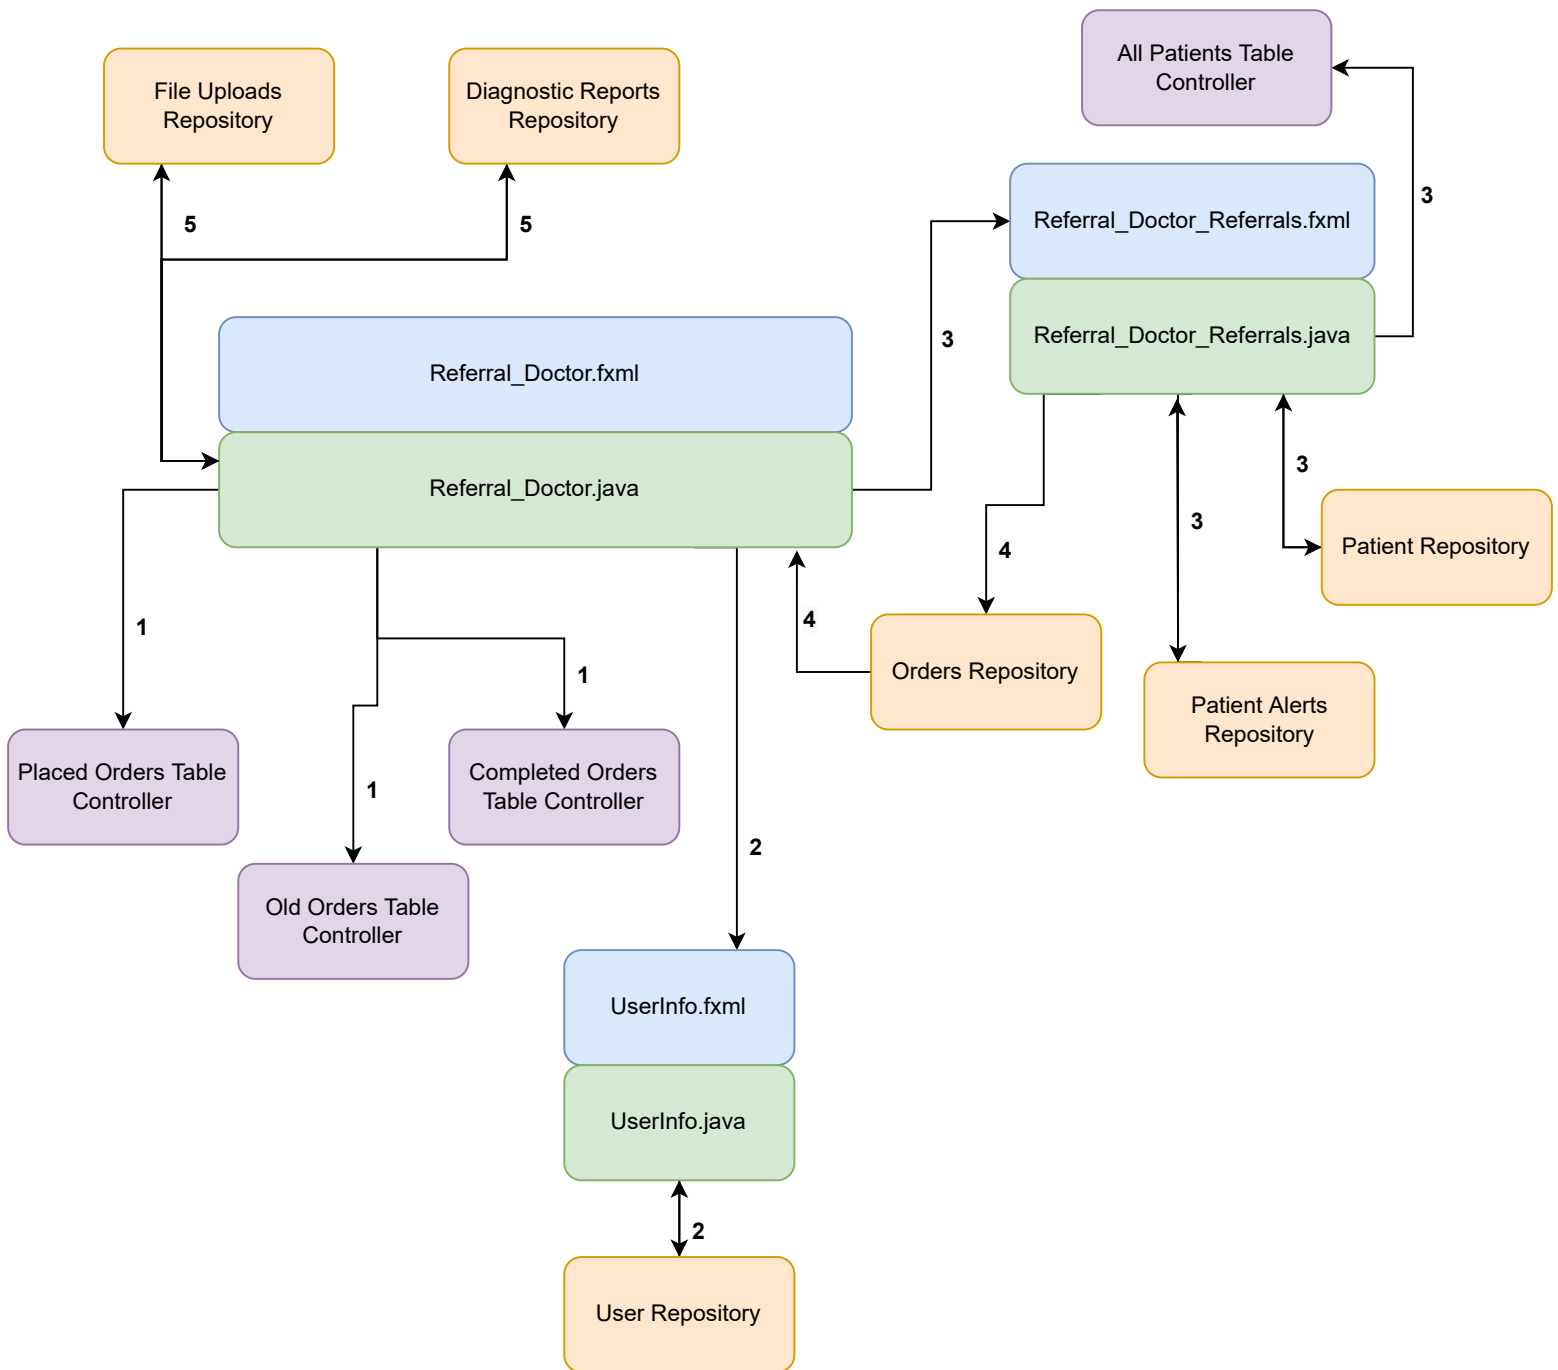 All Patients Table
Controller
File Uploads
Repository
Diagnostic Reports
Repository
5
5
3
Referral_Doctor_Referrals.fxml
Referral_Doctor_Referrals.java
3
Referral_Doctor.fxml
Referral_Doctor.java
3
3
4
Patient Repository
1
1
4
Orders Repository
Patient Alerts
Repository
Placed Orders Table
Controller
1
Completed Orders
Table Controller
2
Old Orders Table
Controller
UserInfo.fxml
UserInfo.java
2
User Repository